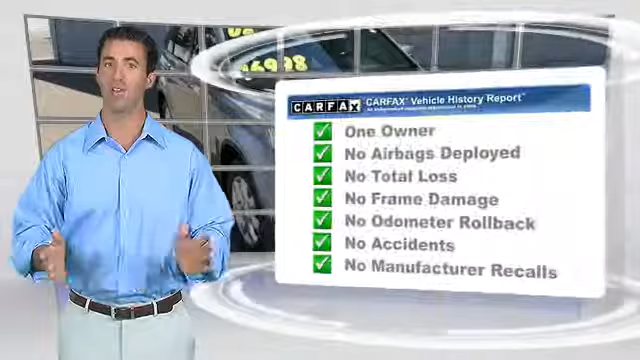 CARFAX CARFAX Vehicle History Report™
One Owner
No Airbags Deployed
No Total Loss
No Frame Damage
No Odometer Rollback
No Accidents
No Manufacturer Recalls